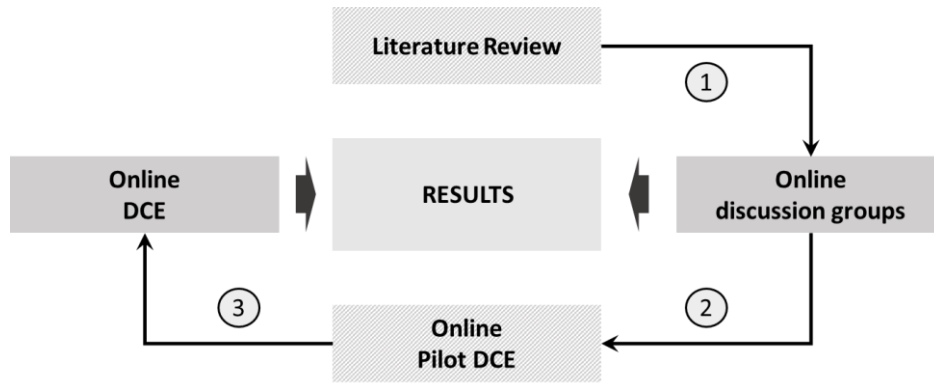 Literature Review
1
Online
DCE
RESULTS
Online
discussion groups
3
2
Online
Pilot DCE